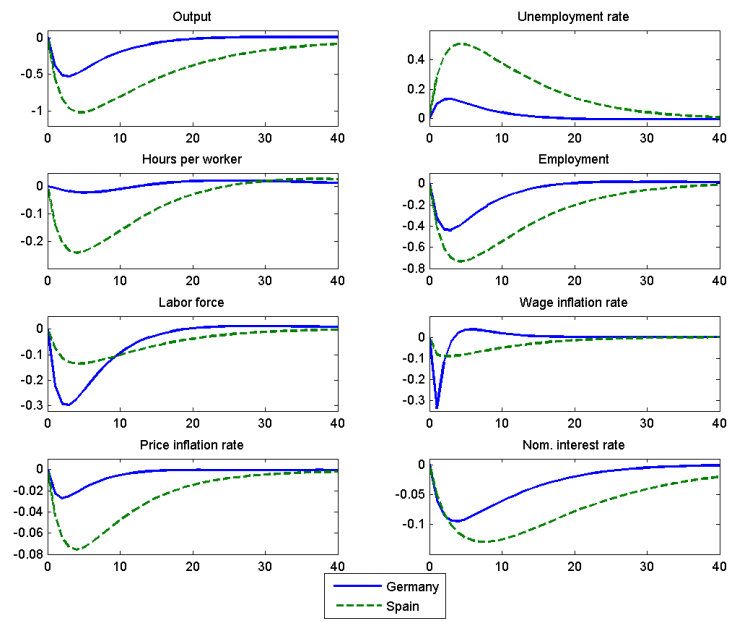 Output
0
-0.5
-1
0 10 20 30 40
Unemployment rate
0.4
0.2
0
0 10 20 30 40
Hours per worker
0
-0.1
-0.2
0 10 20 30 40
Employment
0
-0.2
-0.4
-0.6
-0.8
0 10 20 30 40
Labor force
0
-0.1
-0.2
-0.3
0 10 20 30 40
Wage inflation rate
0
-0.1
-0.2
-0.3
0 10 20 30 40
Price inflation rate
0
-0.02
-0.04
-0.06
-0.08
0 10 20 30 40
Nom. interest rate
0
-0.05
-0.1
0 10 20 30 40
Germany
Spain